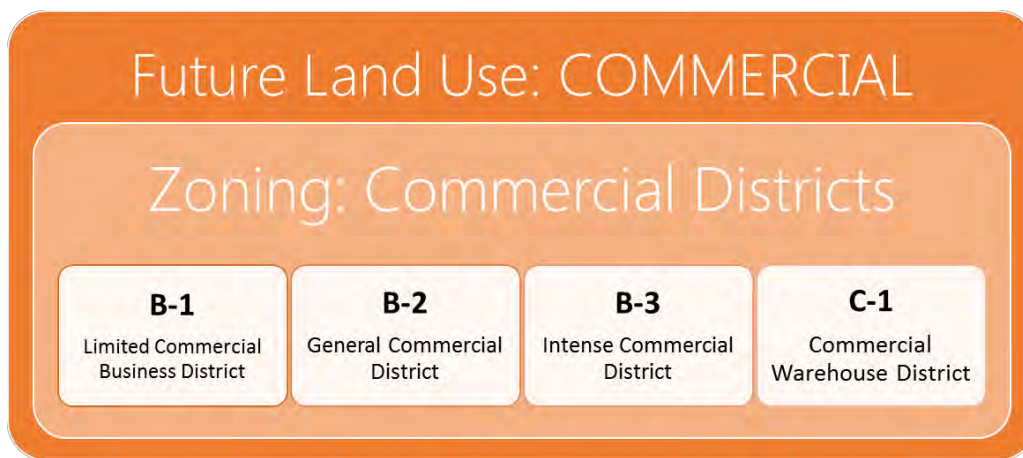 Future Land Use: COMMERCIAL
Zoning: Commercial Districts
B-1
Limited Commercial
Business District
B-2
General Commercial
District
B-3
Intense Commercial
District
C-1
Commercial
Warehouse District